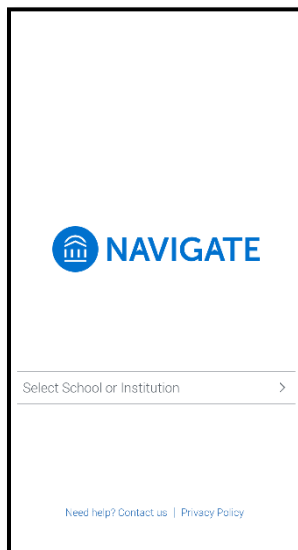 NAVIGATE
Select School or Institution
Need help? Contact us | Privacy Policy